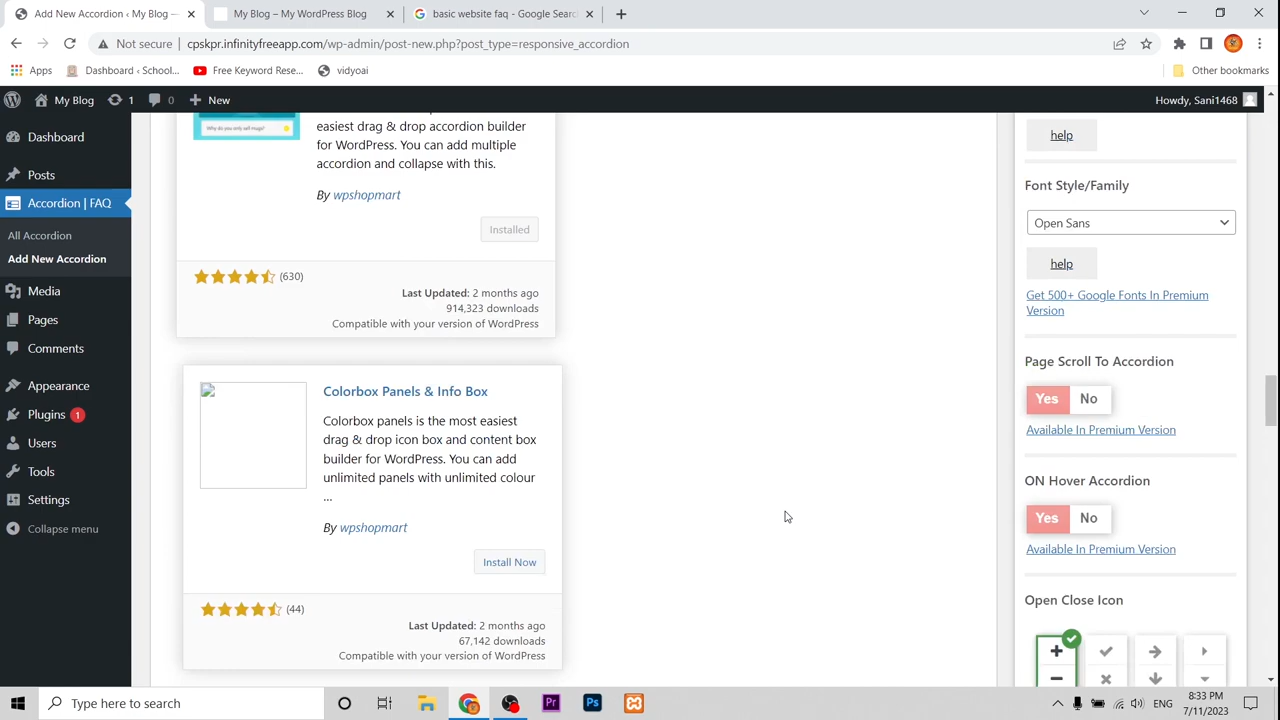 Add New Accordion ‹ My Blog —
My Blog – My WordPress Blog
basic website faq - Google Search
Not secure
cpskpr.infinityfreeapp.com/wp-admin/post-new.php?post_type=responsive_accordion
Apps
Dashboard ‹ School...
Free Keyword Rese...
vidyoai
Other bookmarks
My Blog
1
0
New
Howdy, Sani1468
Dashboard
Posts
Accordion | FAQ
All Accordion
Add New Accordion
Media
Pages
Comments
Appearance
Plugins 1
Users
Tools
Settings
Collapse menu
Why do you only sell mugs?
easiest drag & drop accordion builder
for WordPress. You can add multiple
accordion and collapse with this.
By wpshopmart
Installed
(630)
Last Updated: 2 months ago
914,323 downloads
Compatible with your version of WordPress
Colorbox Panels & Info Box
Colorbox panels is the most easiest
drag & drop icon box and content box
builder for WordPress. You can add
unlimited panels with unlimited colour
...
By wpshopmart
Install Now
(44)
Last Updated: 2 months ago
67,142 downloads
Compatible with your version of WordPress
help
Font Style/Family
Open Sans
help
Get 500+ Google Fonts In Premium
Version
Page Scroll To Accordion
Yes No
Available In Premium Version
ON Hover Accordion
Yes No
Available In Premium Version
Open Close Icon
Type here to search
Pr
Ps
ENG
8:33 PM
7/11/2023